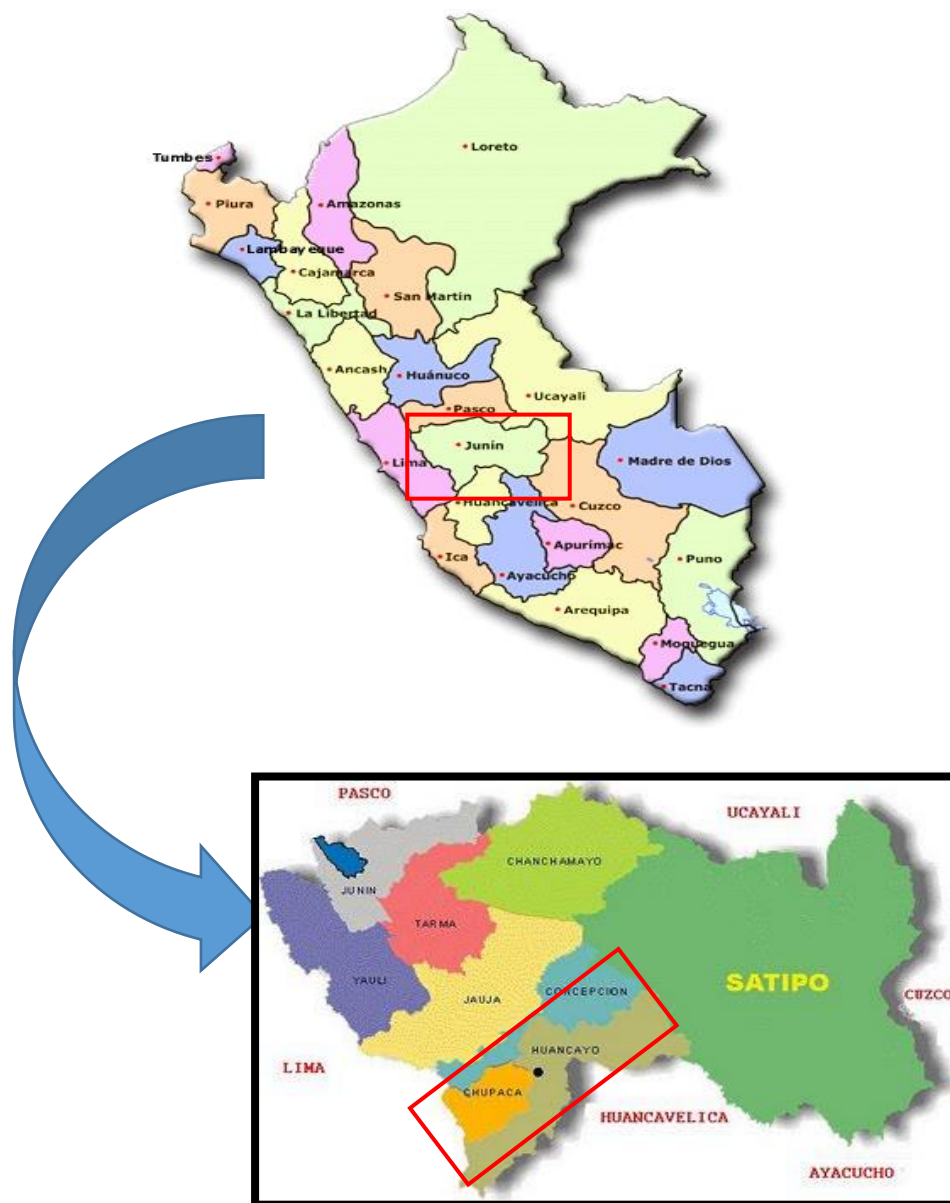 Loreto
Tumbes
Piura
Amazonas
Lambayeque
Cajamarca
San Martín
La Libertad
Ancash
Huánuco
Ucayali
Pasco
Junín
Lima
Madre de Dios
Huancavelica
Cuzco
Ica
Apurímac
Puno
Ayacucho
Arequipa
Moquegua
Tacna
PASCO
UCAYALI
CHANCHAMAYO
JUNIN
TARMA
YAULI
SATIPO
CONCEPCION
CUZCO
JAUJA
HUANCAYO
LIMA
CHUPACA
HUANCAVELICA
AYACUCHO